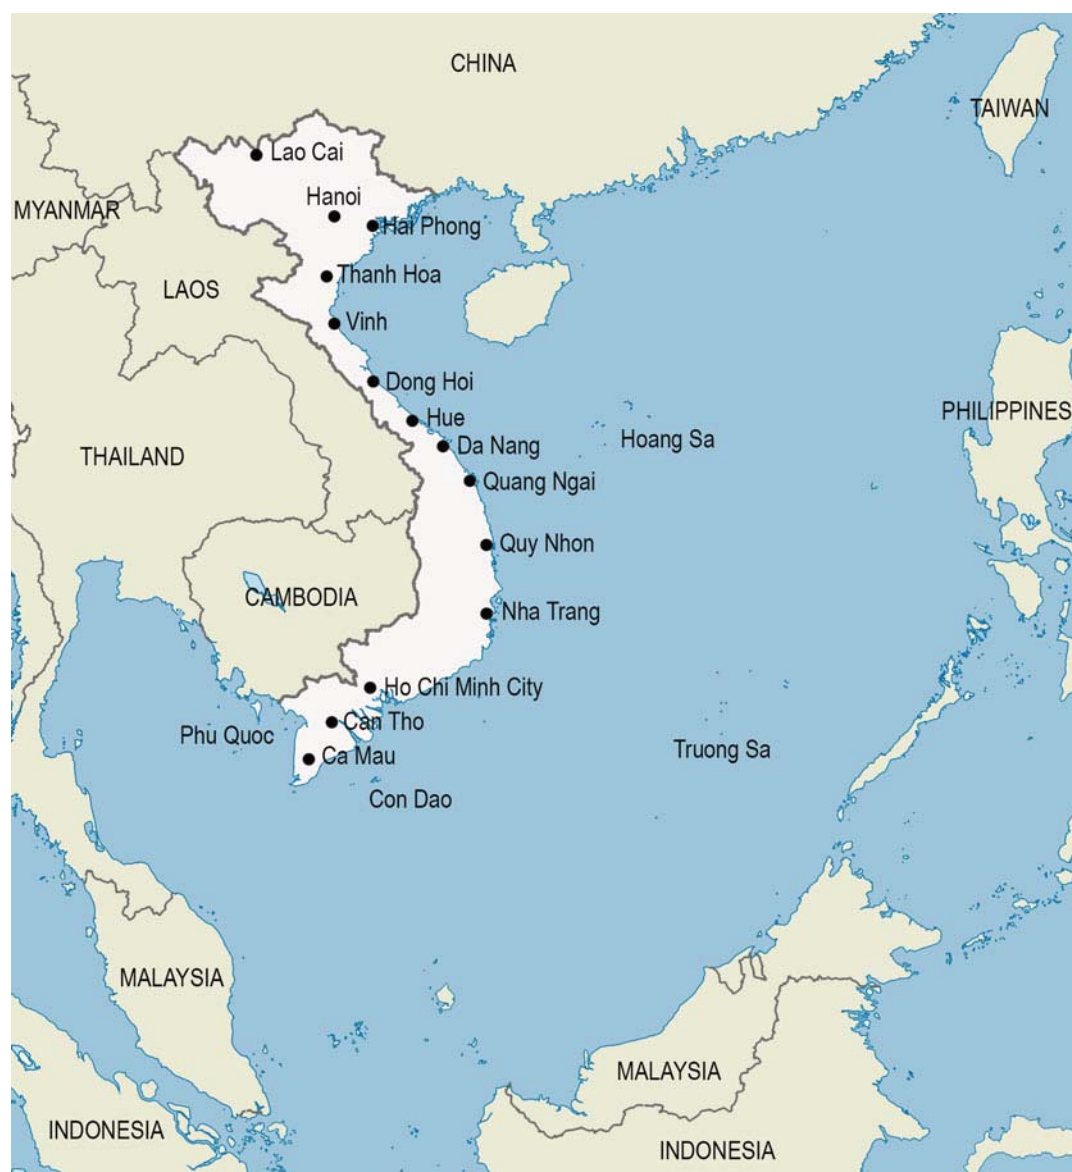 CHINA
TAIWAN
Lao Cai
Hanoi
MYANMAR
Hai Phong
Thanh Hoa
LAOS
Vinh
Dong Hoi
PHILIPPINES
Hue
Hoang Sa
Da Nang
THAILAND
Quang Ngai
Quy Nhon
CAMBODIA
Nha Trang
Ho Chi Minh City
Can Tho
Phu Quoc
Truong Sa
Ca Mau
Con Dao
MALAYSIA
MALAYSIA
INDONESIA
INDONESIA